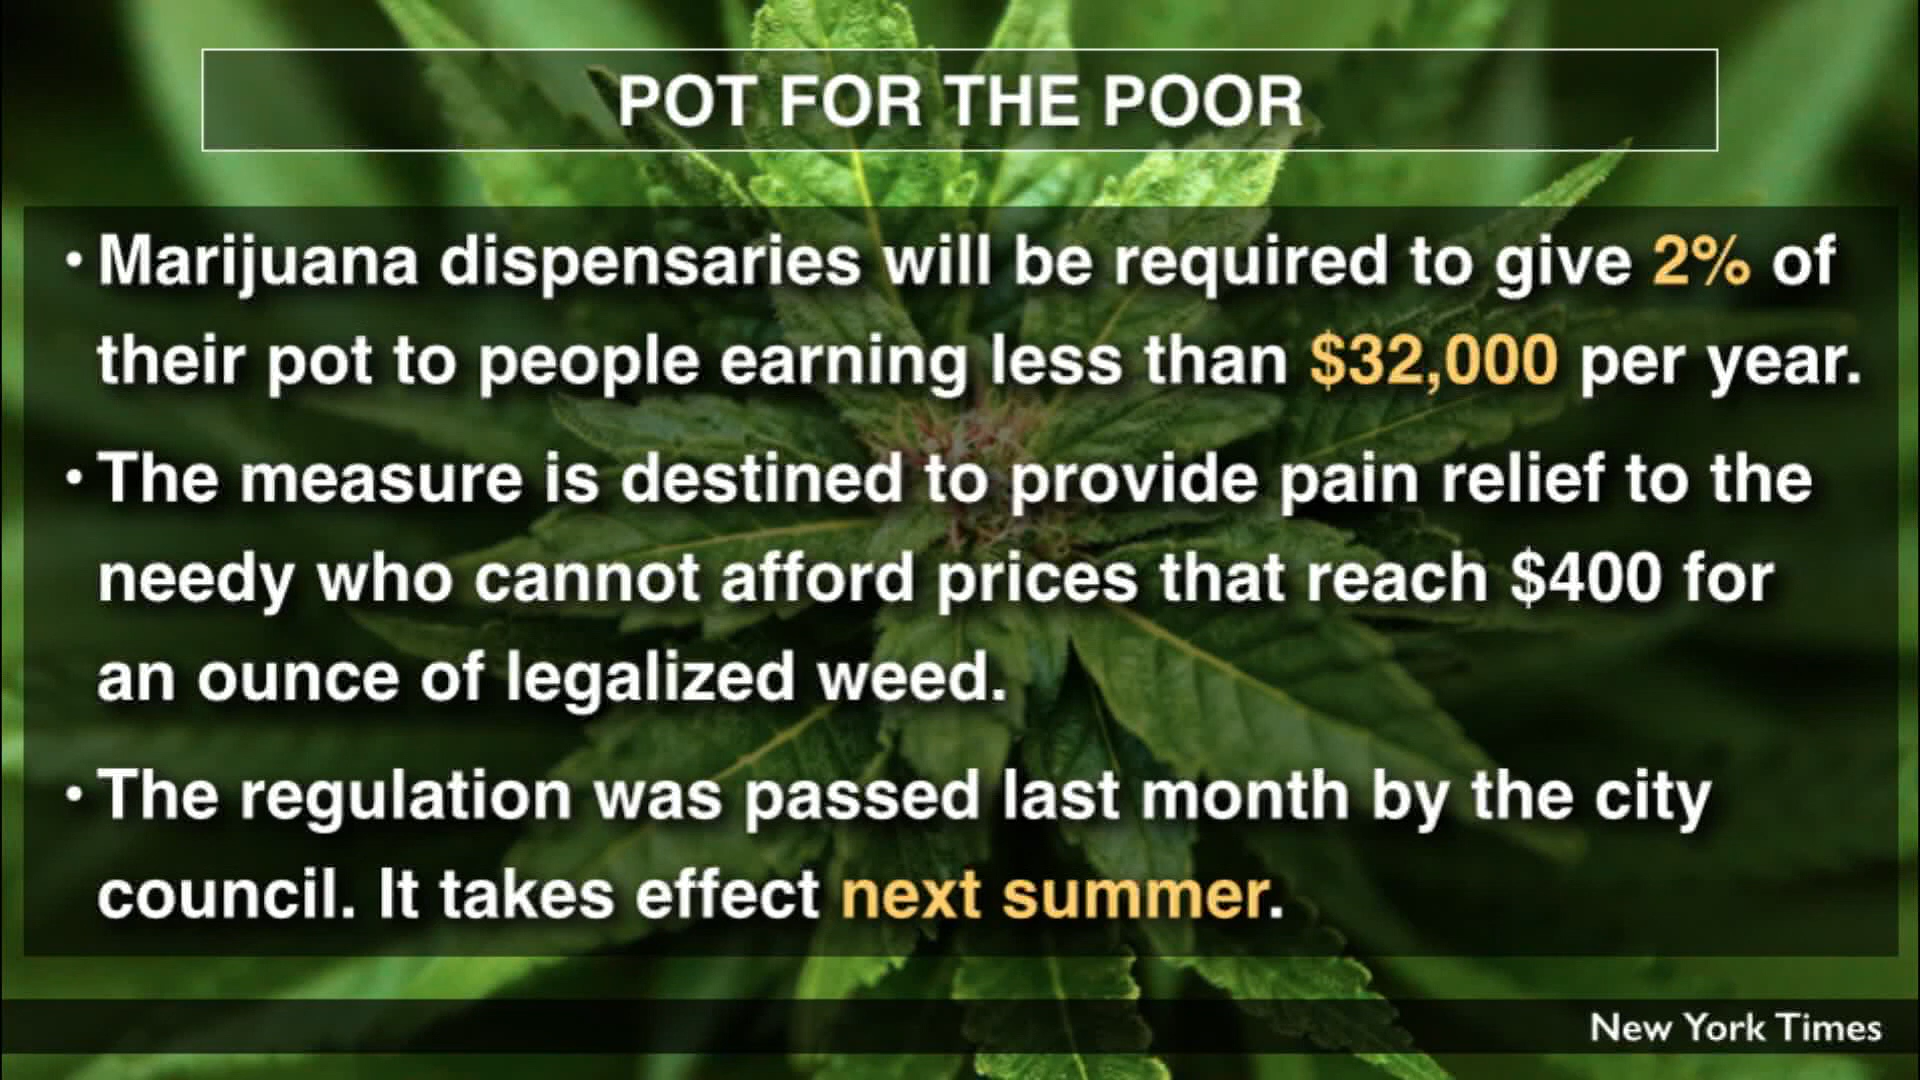 POT FOR THE POOR
• Marijuana dispensaries will be required to give 2% of
their pot to people earning less than $32,000 per year.
• The measure is destined to provide pain relief to the
needy who cannot afford prices that reach $400 for
an ounce of legalized weed.
• The regulation was passed last month by the city
council. It takes effect next summer.
New York Times